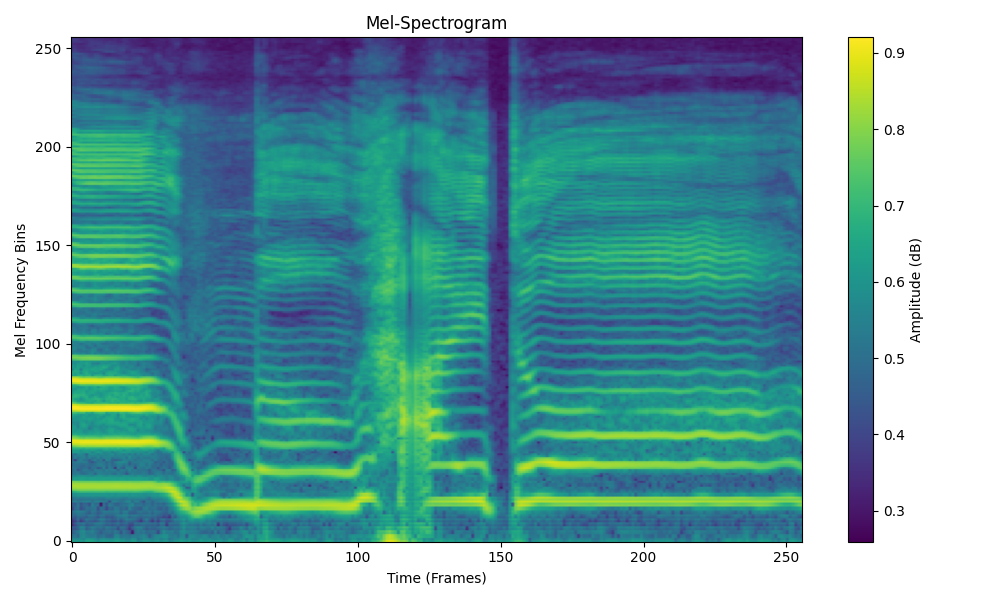 Mel-Spectrogram
250
200
150
100
50
0
Mel Frequency Bins
0 50 100 150 200 250
Time (Frames)
0.9
0.8
0.7
0.6
0.5
0.4
0.3
Amplitude (dB)